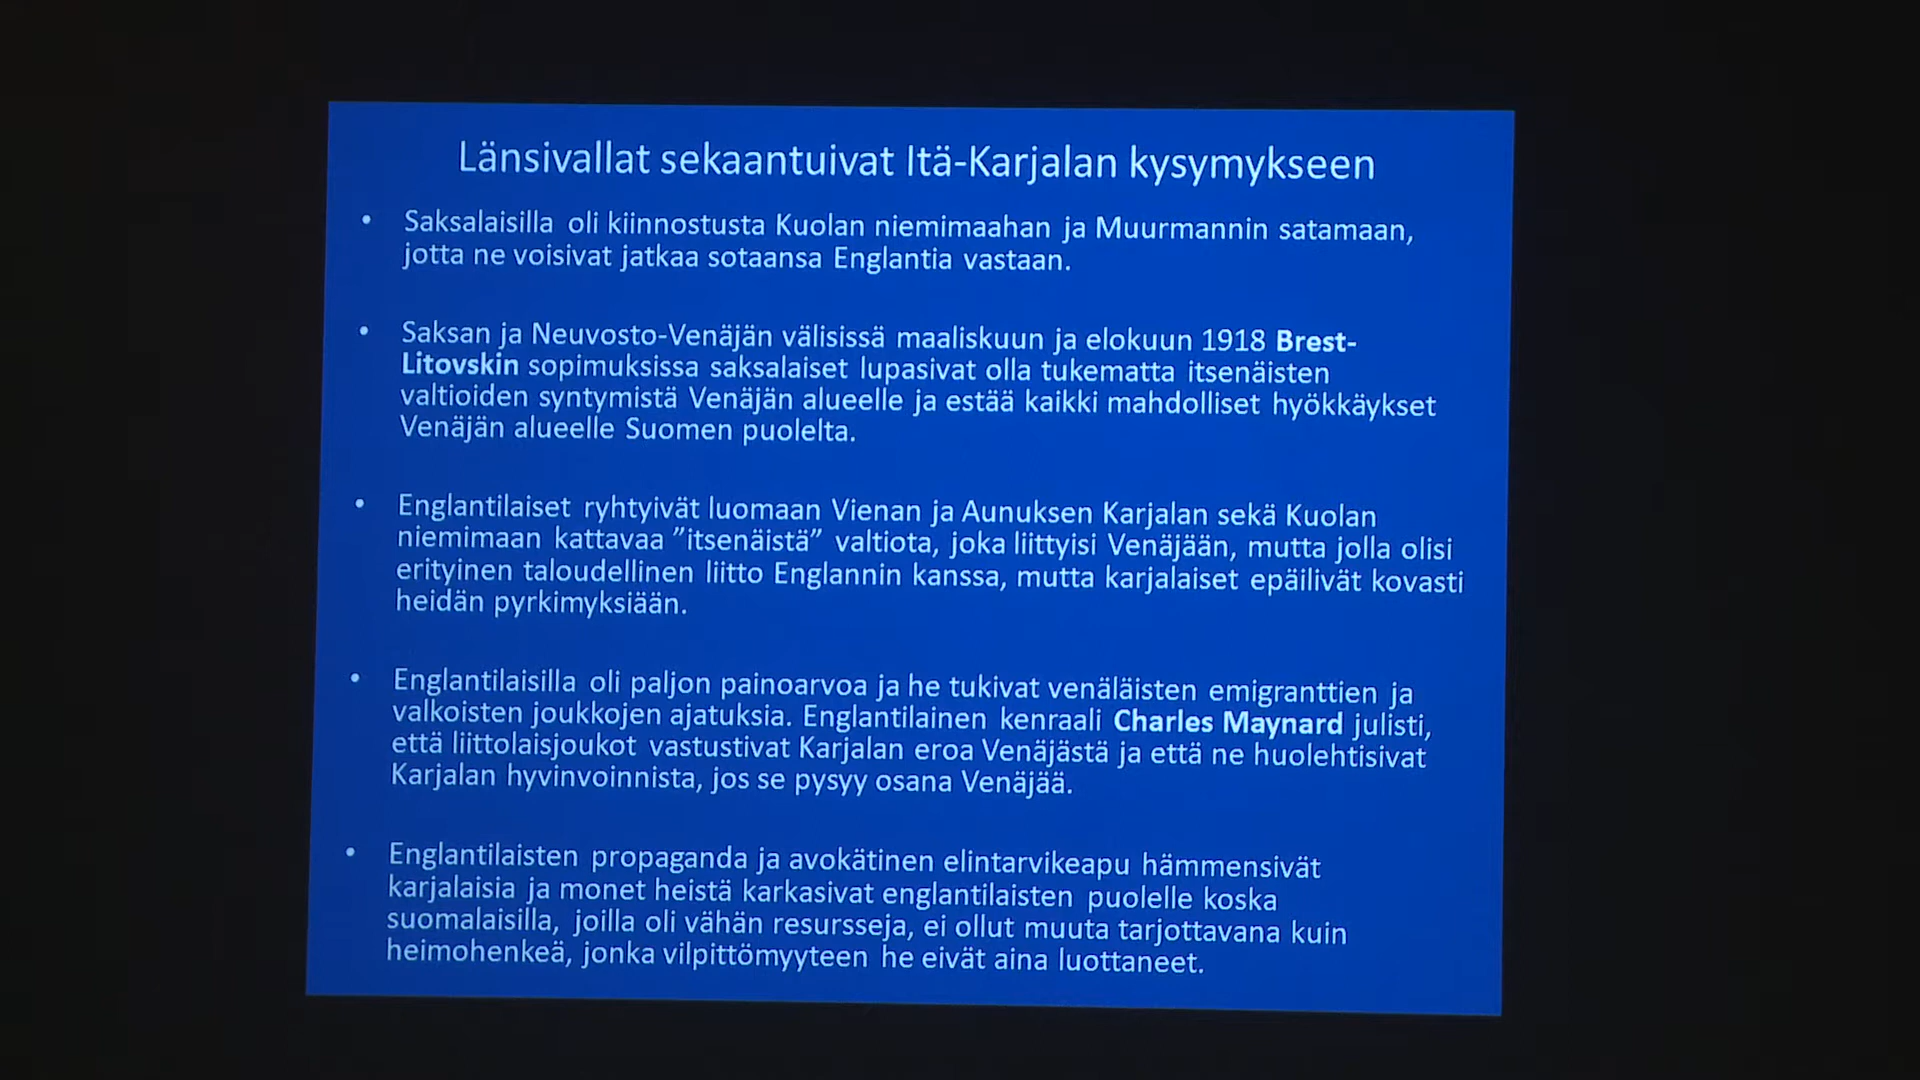 Länsivallat sekaantuivat Itä-Karjalan kysymykseen
• Saksalaisilla oli kiinnostusta Kuolan niemimaahan ja Muurmannin satamaan,
jotta ne voisivat jatkaa sotaansa Englantia vastaan.
• Saksan ja Neuvosto-Venäjän välisissä maaliskuun ja elokuun 1918 Brest-
Litovskin sopimuksissa saksalaiset lupasivat olla tukematta itsenäisten
valtioiden syntymistä Venäjän alueelle ja estää kaikki mahdolliset hyökkäykset
Venäjän alueelle Suomen puolelta.
• Englantilaiset ryhtyivät luomaan Vienan ja Aunuksen Karjalan sekä Kuolan
niemimaan kattavaa ”itsenäistä” valtiota, joka liittyisi Venäjään, mutta jolla olisi
erityinen taloudellinen liitto Englannin kanssa, mutta karjalaiset epäilivät kovasti
heidän pyrkimyksiään.
• Englantilaisilla oli paljon painoarvoa ja he tukivat venäläisten emigranttien ja
valkoisten joukkojen ajatuksia. Englantilainen kenraali Charles Maynard julisti,
että liittolaisjoukot vastustivat Karjalan eroa Venäjästä ja että ne huolehtisivat
Karjalan hyvinvoinnista, jos se pysyy osana Venäjää.
• Englantilaisten propaganda ja avokätinen elintarvikeapu hämmensivät
karjalaisia ja monet heistä karkasivat englantilaisten puolelle koska
suomalaisilla, joilla oli vähän resursseja, ei ollut muuta tarjottavana kuin
heimohenkeä, jonka vilpittömyyteen he eivät aina luottaneet.